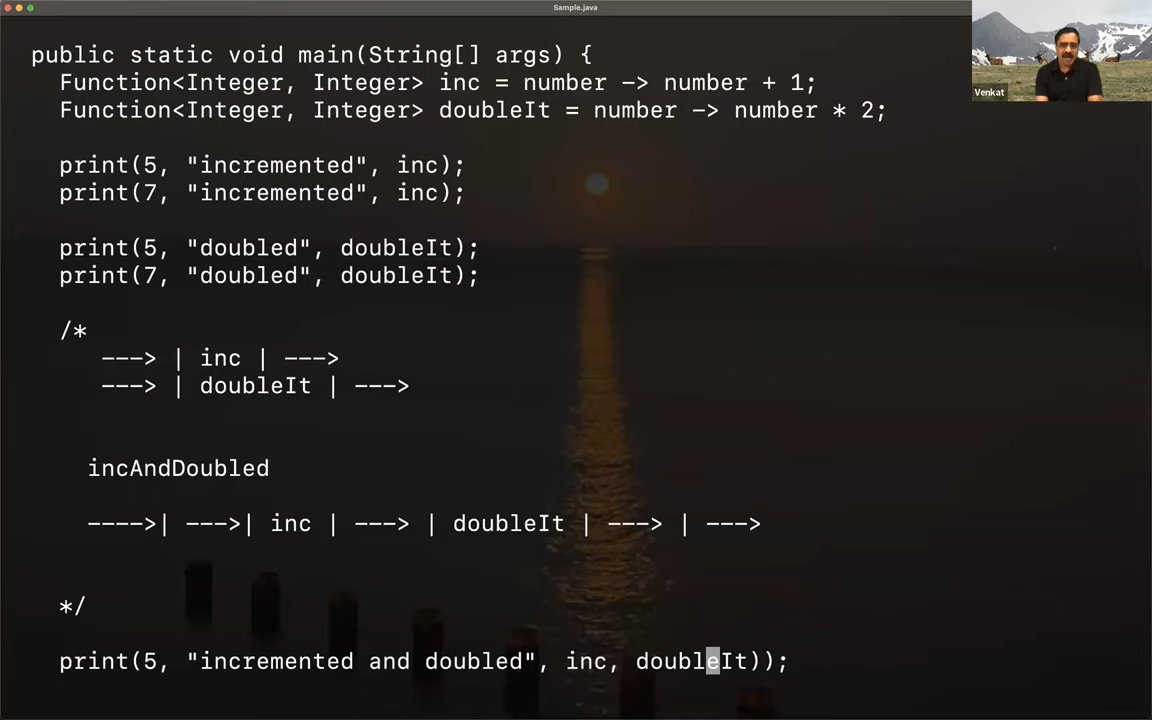 Sample.java
public static void main(String[] args) {
Function<Integer, Integer> inc = number -> number + 1;
Function<Integer, Integer> doubleIt = number -> number * 2;
Venkat
print(5, "incremented", inc);
print(7, "incremented", inc);
print(5, "doubled", doubleIt);
print(7, "doubled", doubleIt);
/*
---> | inc | --->
---> | doubleIt | --->
incAndDoubled
---->| --->| inc | ---> | doubleIt | ---> | --->
*/
print(5, "incremented and doubled", inc, doubleIt));